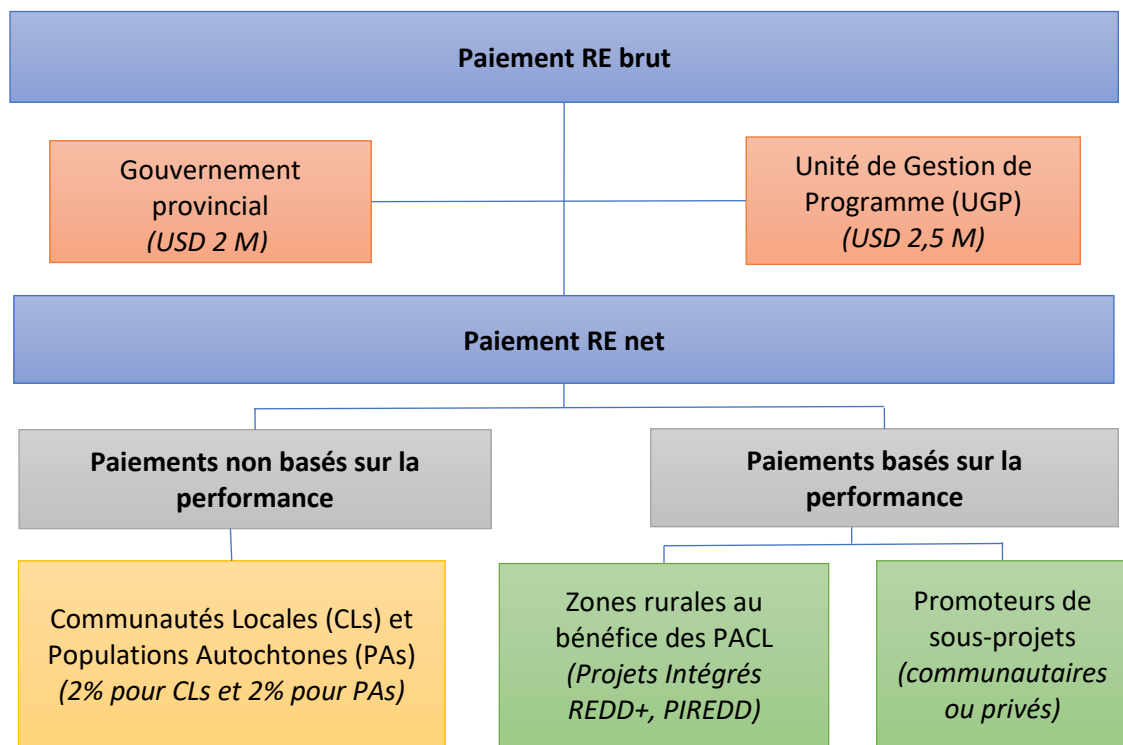 Paiement RE brut
Gouvernement
provincial
(USD 2 M)
Unité de Gestion de
Programme (UGP)
(USD 2,5 M)
Paiement RE net
Paiements non basés sur la
performance
Paiements basés sur la
performance
Communautés Locales (CLs) et
Populations Autochtones (PAs)
(2% pour CLs et 2% pour PAs)
Zones rurales au
bénéfice des PACL
(Projets Intégrés
REDD+, PIREDD)
Promoteurs de
sous-projets
(communautaires
ou privés)